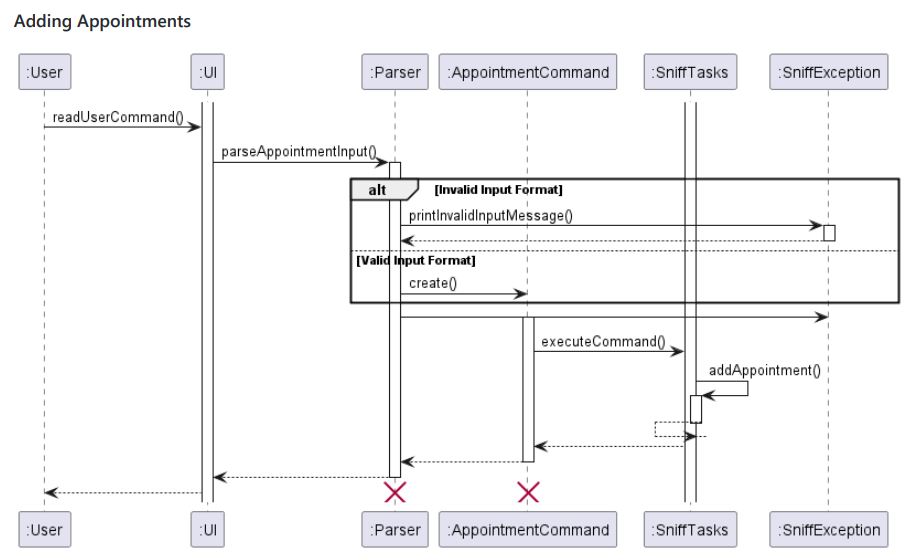 Adding Appointments
:User :UI :Parser :AppointmentCommand :SniffTasks :SniffException
readUserCommand()
parseAppointmentInput()
alt [Invalid Input Format]
printInvalidInputMessage()
[Valid Input Format]
create()
executeCommand()
addAppointment()
:User :UI :Parser :AppointmentCommand :SniffTasks :SniffException